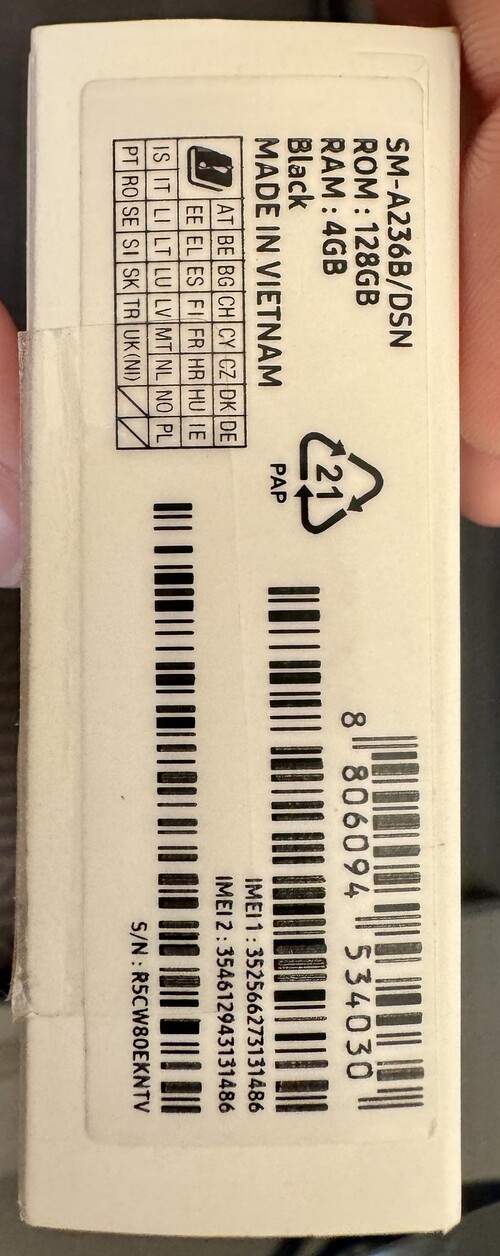 SM-A236B/DSN
ROM : 128GB
RAM : 4GB
Black
MADE IN VIETNAM
AT BE BG CH CY CZ DK DE
EE EL ES FI FR HR HU IE
IS IT LI LT LU LV MT NL NO PL
PT RO SE SI SK TR UK(NI)
21
PAP
8 806094 534030
IMEI 1 : 352566273131486
IMEI 2 : 354612943131486
S/N : R5CW80EKNTV